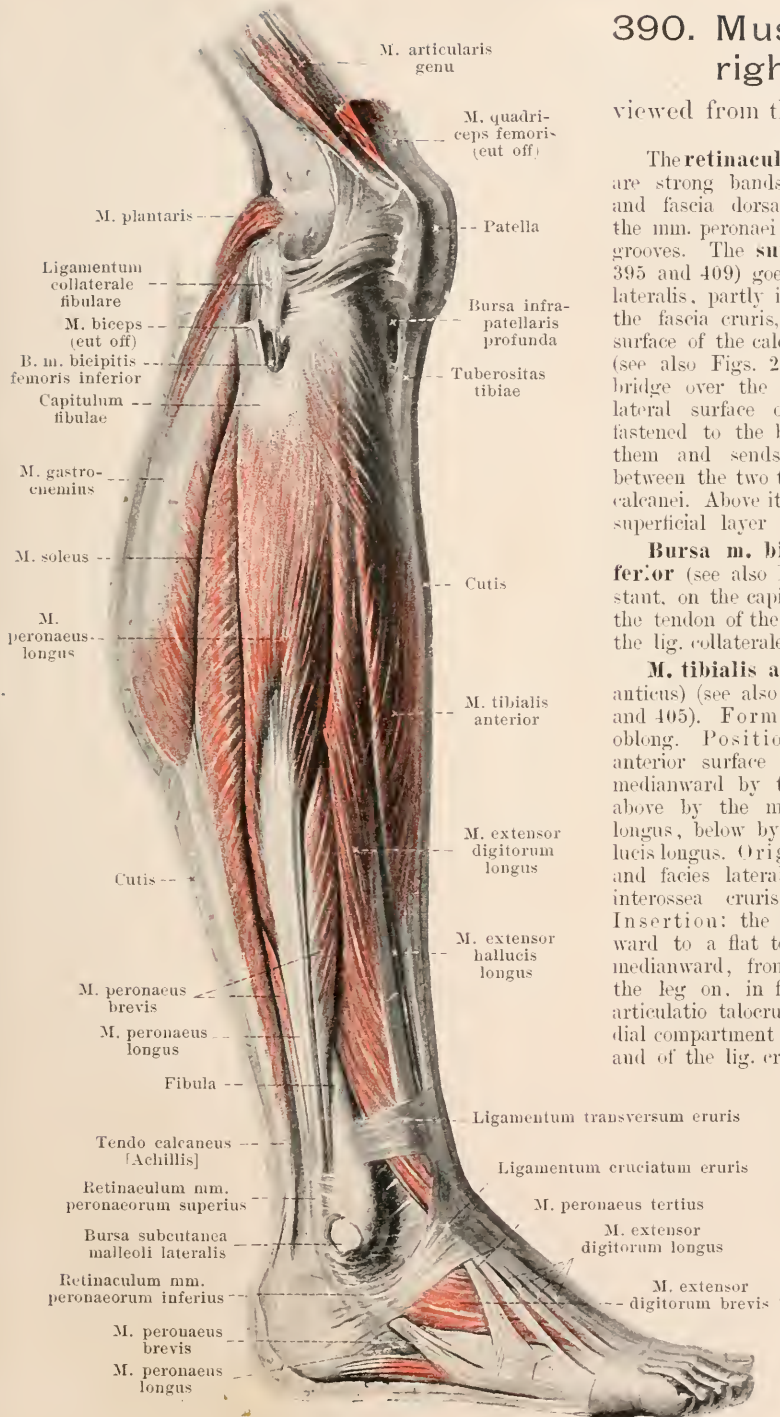 390. Mus
righ
viewed from th
M. articularis
genu
M. quadri-
ceps femoris
(cut off)
M. plantaris
Patella
Ligamentum
collaterale
fibulare
M. biceps
(cut off)
B. m. bicipitis
femoris inferior
Capitulum
fibulae
Bursa infra-
patellaris
profunda
Tuberositas
tibiae
M. gastro-
cnemius
M. soleus
Cutis
M.
peronaeus
longus
M. tibialis
anterior
M. extensor
digitorum
longus
Cutis
M. extensor
hallucis
longus
M. peronaeus
brevis
M. peronaeus
longus
Fibula
Ligamentum transversum cruris
Tendo calcaneus
[Achillis]
Ligamentum cruciatum cruris
Retinaculum mm.
peronaeorum superius
M. peronaeus tertius
Bursa subcutanea
malleoli lateralis
M. extensor
digitorum longus
Retinaculum mm.
peronaeorum inferius
M. extensor
digitorum brevis
M. peronaeus
brevis
M. peronaeus
longus
The retinacul
are strong bands
and fascia dorsa
the mm. peronaei
grooves. The su
395 and 409) goe
lateralis, partly i
the fascia cruris,
surface of the calc
(see also Figs. 2
bridge over the
lateral surface o
fastened to the b
them and sends
between the two t
calcanei. Above it
superficial layer
Bursa m. bi
ferior (see also
stant, on the capi
the tendon of the
the lig. collaterale
M. tibialis a
anticus) (see also
and 405). Form
oblong. Positio
anterior surface
medianward by t
above by the m
longus, below by
lucis longus. Orig
and facies latera
interossea cruris
Insertion: the
ward to a flat te
medianward, fron
the leg on, in f
articulatio talocru
dial compartment
and of the lig. cr